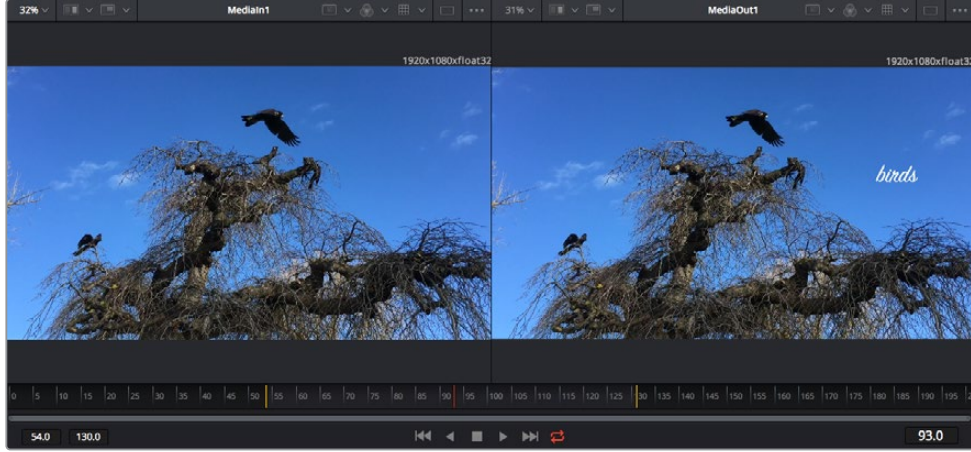 32% MediaIn1 31% MediaOut1
1920x1080xfloat32 1920x1080xfloat32
birds
0 5 10 15 20 25 30 35 40 45 50 55 60 65 70 75 80 85 90 95 100 105 110 115 120 125 130 135 140 145 150 155 160 165 170 175 180 185 190 195
54.0 130.0 93.0